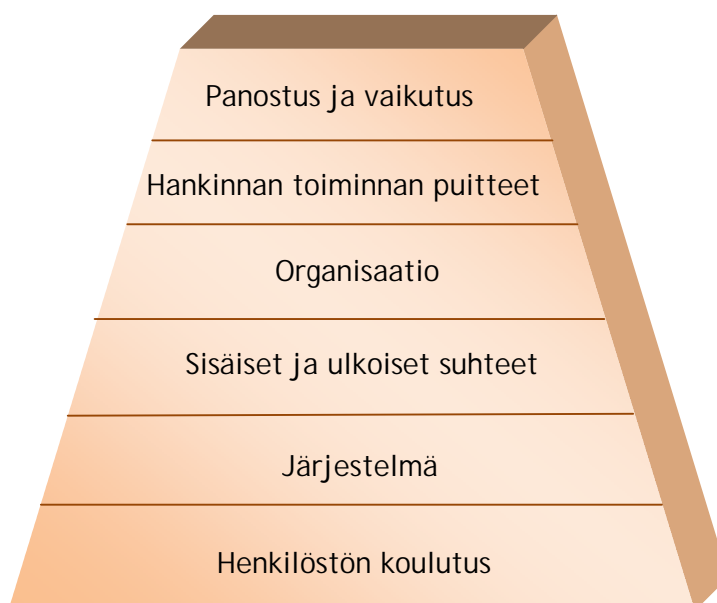 Panostus ja vaikutus
Hankinnan toiminnan puitteet
Organisaatio
Sisäiset ja ulkoiset suhteet
Järjestelmä
Henkilöstön koulutus